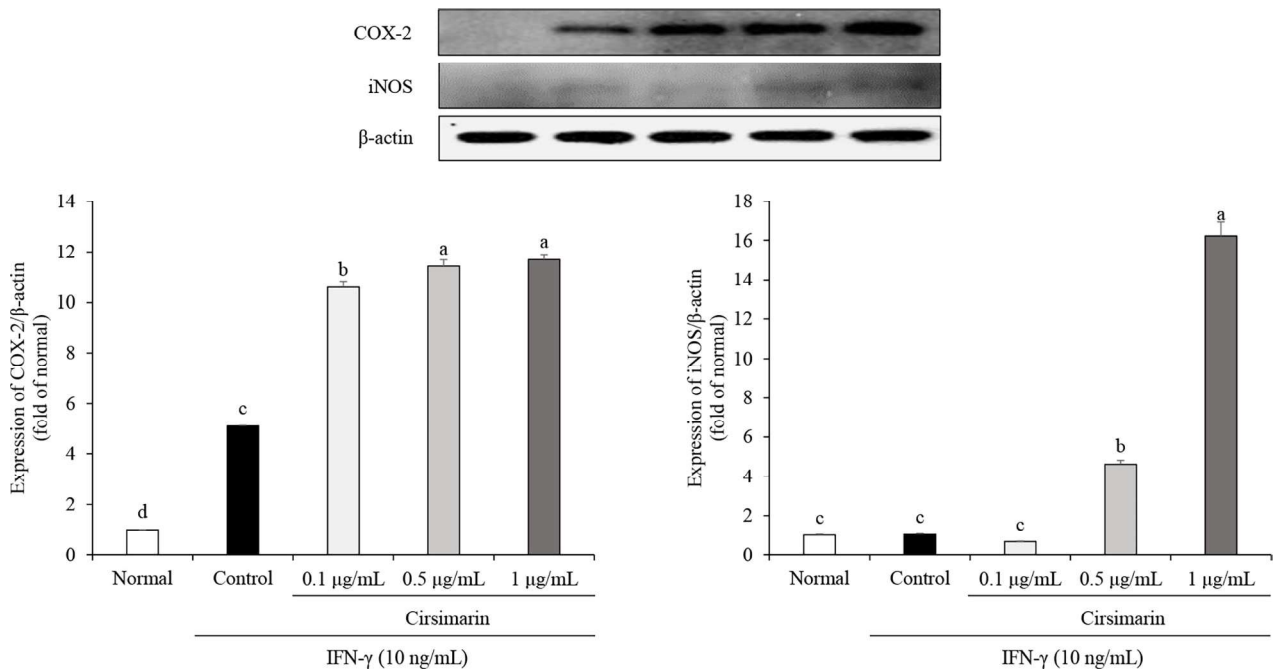 COX-2
iNOS
β-actin
Expression of COX-2/β-actin
(fold of normal)
14
12
10
8
6
4
2
0
d
c
b
a
a
Normal
Control
0.1 μg/mL
0.5 μg/mL
1 μg/mL
Cirsimarin
IFN-γ (10 ng/mL)
Expression of iNOS/β-actin
(fold of normal)
18
16
14
12
10
8
6
4
2
0
c
c
c
b
a
Normal
Control
0.1 μg/mL
0.5 μg/mL
1 μg/mL
Cirsimarin
IFN-γ (10 ng/mL)